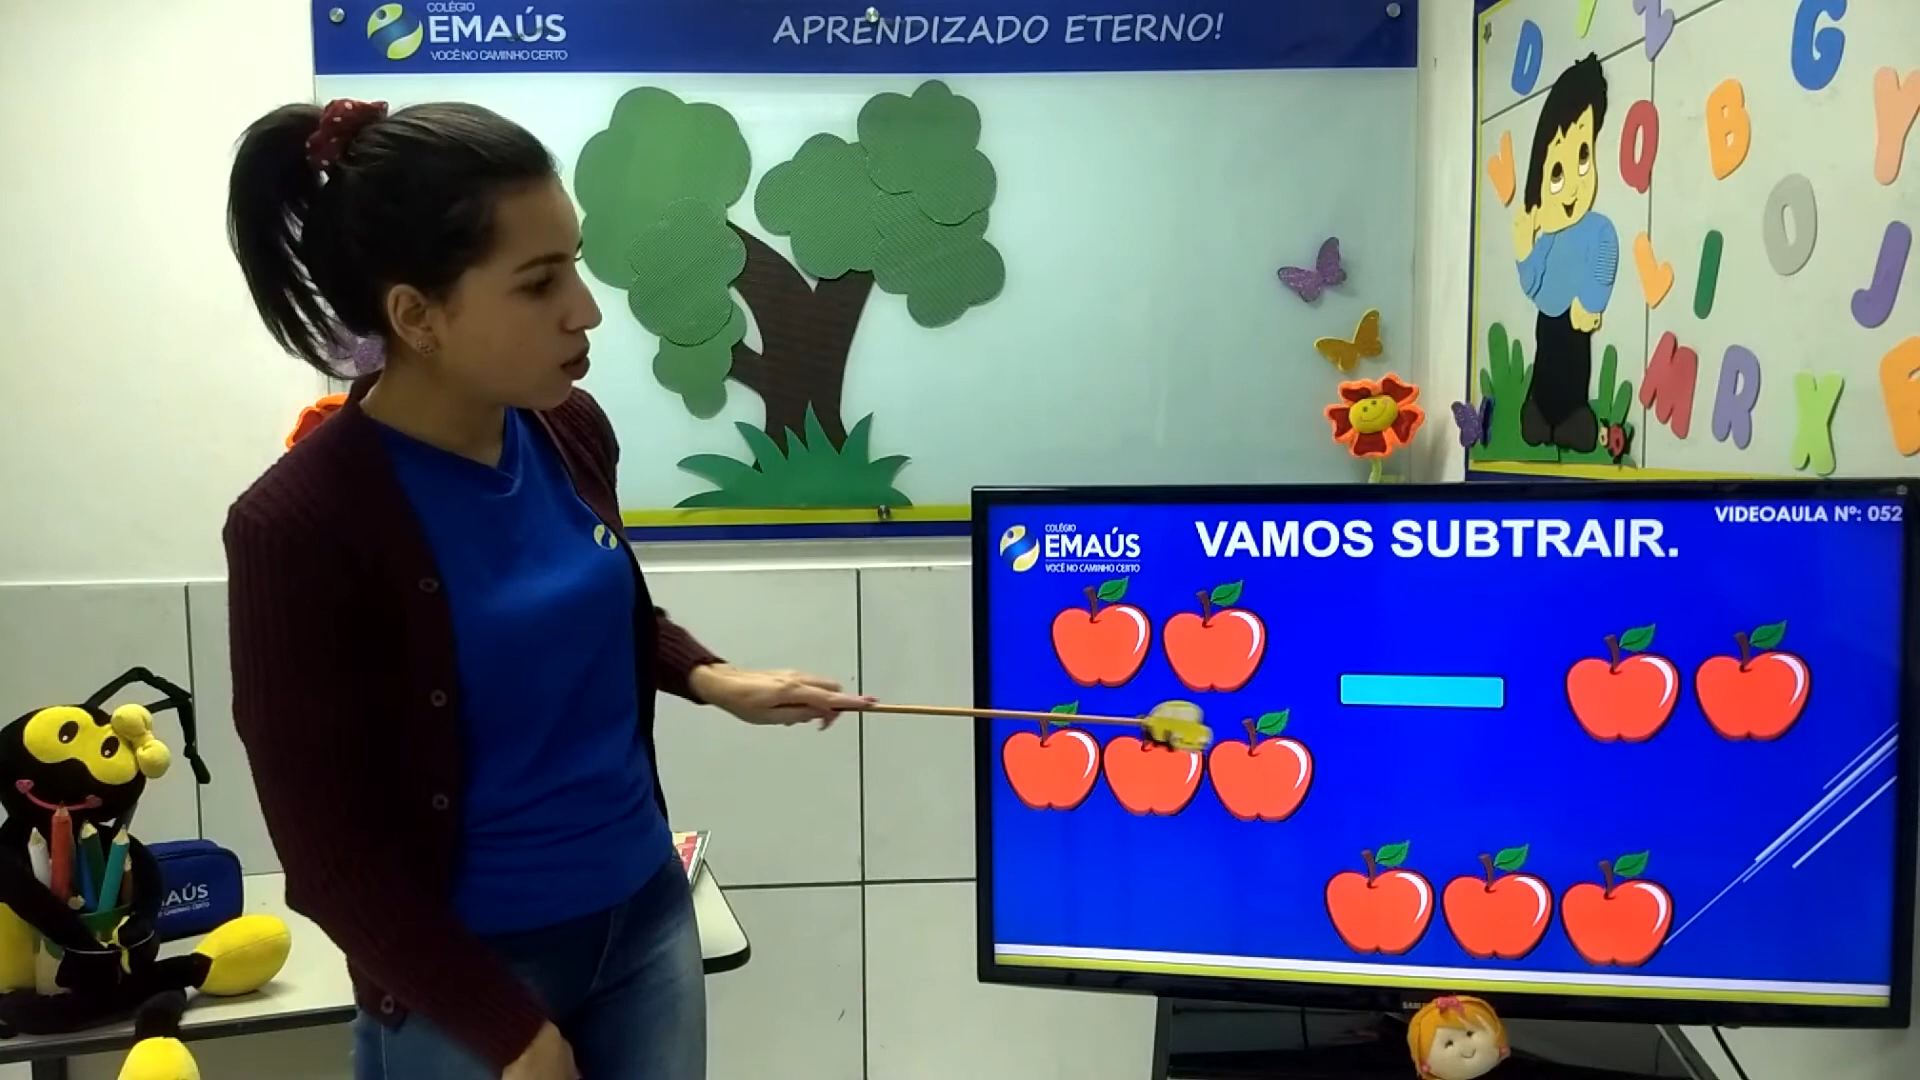 COLÉGIO
EMAÚS
VOCÊ NO CAMINHO CERTO
APRENDIZADO ETERNO!
D
Z
G
V
Q
B
Y
O
L
I
J
M
R
X
VIDEOAULA Nº: 052
COLÉGIO
EMAÚS
VOCÊ NO CAMINHO CERTO
VAMOS SUBTRAIR.